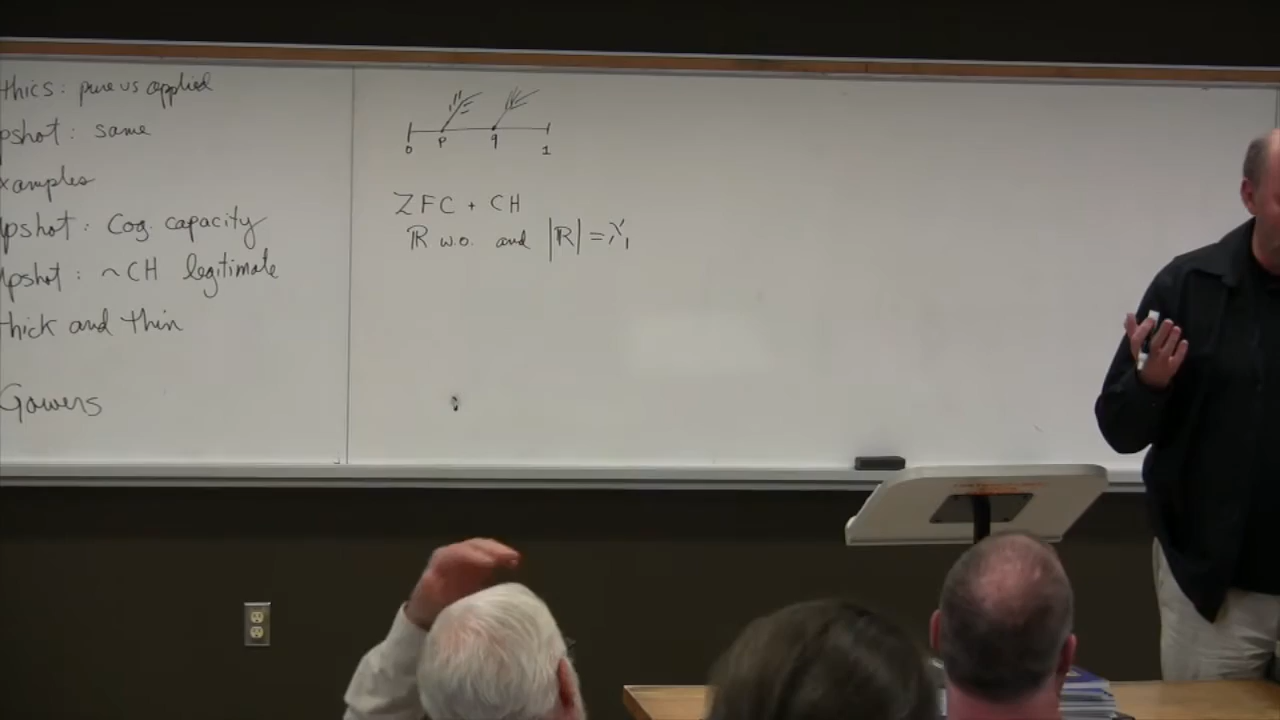 thics: pure vs applied
pshot: same
xamples
pshot: Cog. capacity
pshot: ~CH legitimate
thick and thin
Gowers
0 p q 1
ZFC + CH
ℝ w.o. and |ℝ| = ℵ₁